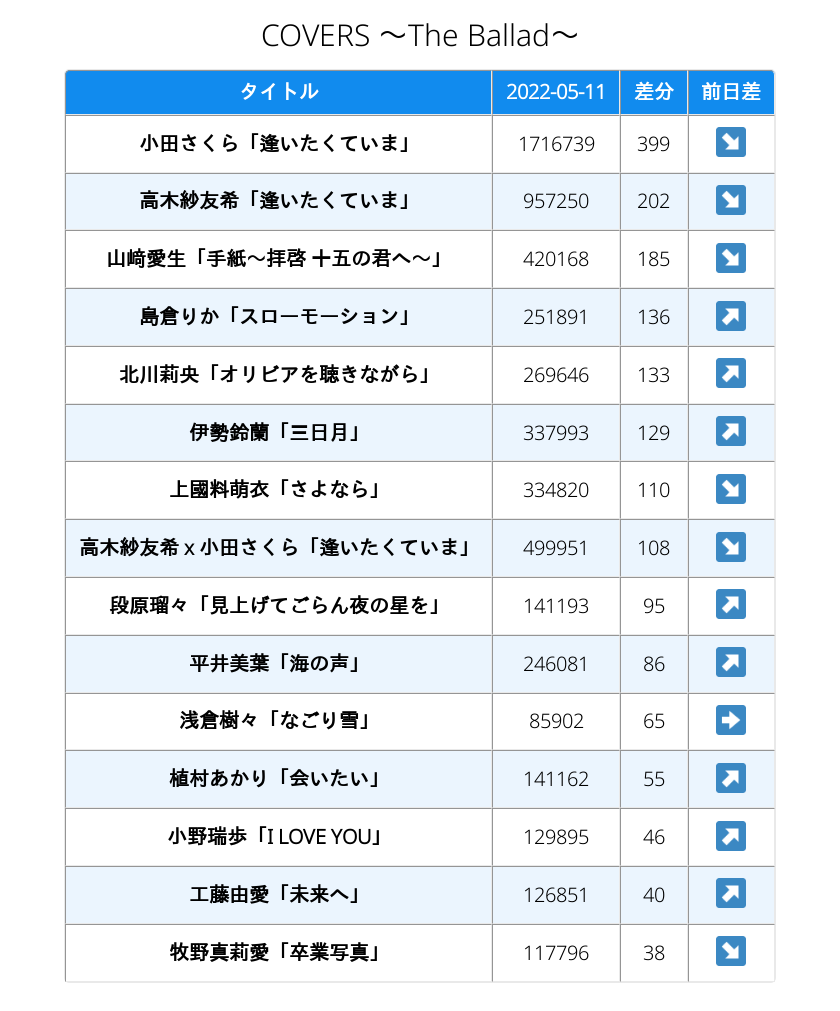 COVERS ～The Ballad～
タイトル 2022-05-11 差分 前日差
小田さくら「逢いたくていま」 1716739 399
高木紗友希「逢いたくていま」 957250 202
山﨑愛生「手紙～拝啓 十五の君へ～」 420168 185
島倉りか「スローモーション」 251891 136
北川莉央「オリビアを聴きながら」 269646 133
伊勢鈴蘭「三日月」 337993 129
上國料萌衣「さよなら」 334820 110
高木紗友希 x 小田さくら「逢いたくていま」 499951 108
段原瑠々「見上げてごらん夜の星を」 141193 95
平井美葉「海の声」 246081 86
浅倉樹々「なごり雪」 85902 65
植村あかり「会いたい」 141162 55
小野瑞歩「I LOVE YOU」 129895 46
工藤由愛「未来へ」 126851 40
牧野真莉愛「卒業写真」 117796 38